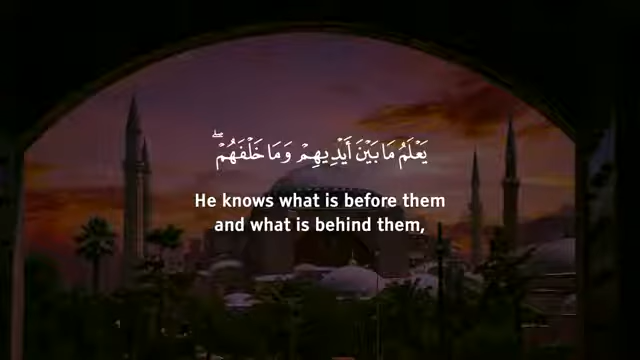 يَعْلَمُ مَا بَيْنَ أَيْدِيهِمْ وَمَا خَلْفَهُمْ ۖ
He knows what is before them
and what is behind them,